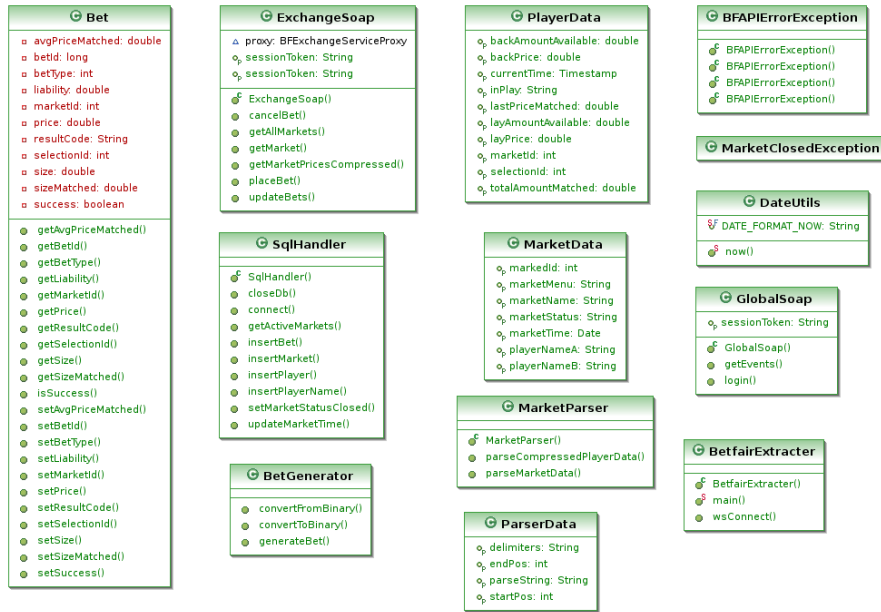 Bet
avgPriceMatched: double
betId: long
betType: int
liability: double
marketId: int
price: double
resultCode: String
selectionId: int
size: double
sizeMatched: double
success: boolean
getAvgPriceMatched()
getBetId()
getBetType()
getLiability()
getMarketId()
getPrice()
getResultCode()
getSelectionId()
getSize()
getSizeMatched()
isSuccess()
setAvgPriceMatched()
setBetId()
setBetType()
setLiability()
setMarketId()
setPrice()
setResultCode()
setSelectionId()
setSize()
setSizeMatched()
setSuccess()
ExchangeSoap
proxy: BFExchangeServiceProxy
sessionToken: String
sessionToken: String
ExchangeSoap()
cancelBet()
getAllMarkets()
getMarket()
getMarketPricesCompressed()
placeBet()
updateBets()
SqlHandler
SqlHandler()
closeDb()
connect()
getActiveMarkets()
insertBet()
insertMarket()
insertPlayer()
insertPlayerName()
setMarketStatusClosed()
updateMarketTime()
BetGenerator
convertFromBinary()
convertToBinary()
generateBet()
PlayerData
backAmountAvailable: double
backPrice: double
currentTime: Timestamp
inPlay: String
lastPriceMatched: double
layAmountAvailable: double
layPrice: double
marketId: int
selectionId: int
totalAmountMatched: double
MarketData
markedId: int
marketMenu: String
marketName: String
marketStatus: String
marketTime: Date
playerNameA: String
playerNameB: String
MarketParser
MarketParser()
parseCompressedPlayerData()
parseMarketData()
ParserData
delimiters: String
endPos: int
parseString: String
startPos: int
BFAPIErrorException
BFAPIErrorException()
BFAPIErrorException()
BFAPIErrorException()
BFAPIErrorException()
MarketClosedException
DateUtils
DATE_FORMAT_NOW: String
now()
GlobalSoap
sessionToken: String
GlobalSoap()
getEvents()
login()
BetfairExtracter
BetfairExtracter()
main()
wsConnect()